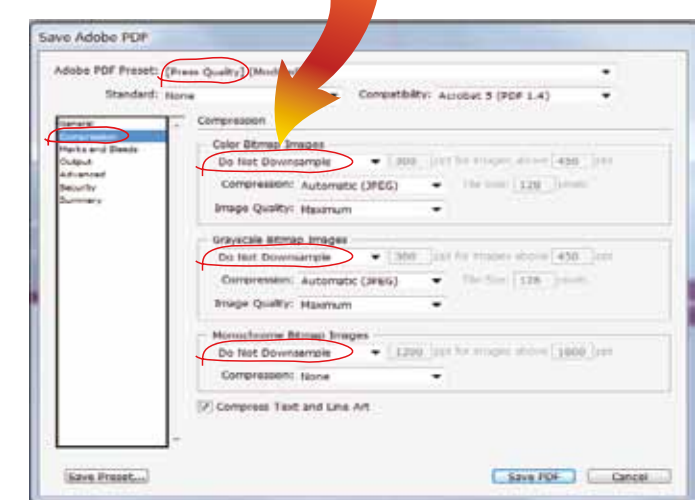 Save Adobe PDF
Adobe PDF Preset: [Press Quality]
Standard: None Compatibility: Acrobat 5 (PDF 1.4)
General
Compression
Marks and Bleeds
Output
Advanced
Security
Summary
Compression
Color Bitmap Images
Do Not Downsample 300 ppi for images above 450 ppi
Compression: Automatic (JPEG) Tile Size: 128 pixels
Image Quality: Maximum
Grayscale Bitmap Images
Do Not Downsample 300 ppi for images above 450 ppi
Compression: Automatic (JPEG) Tile Size: 128 pixels
Image Quality: Maximum
Monochrome Bitmap Images
Do Not Downsample 1200 ppi for images above 1800 ppi
Compression: None
Compress Text and Line Art
Save Preset... Save PDF Cancel